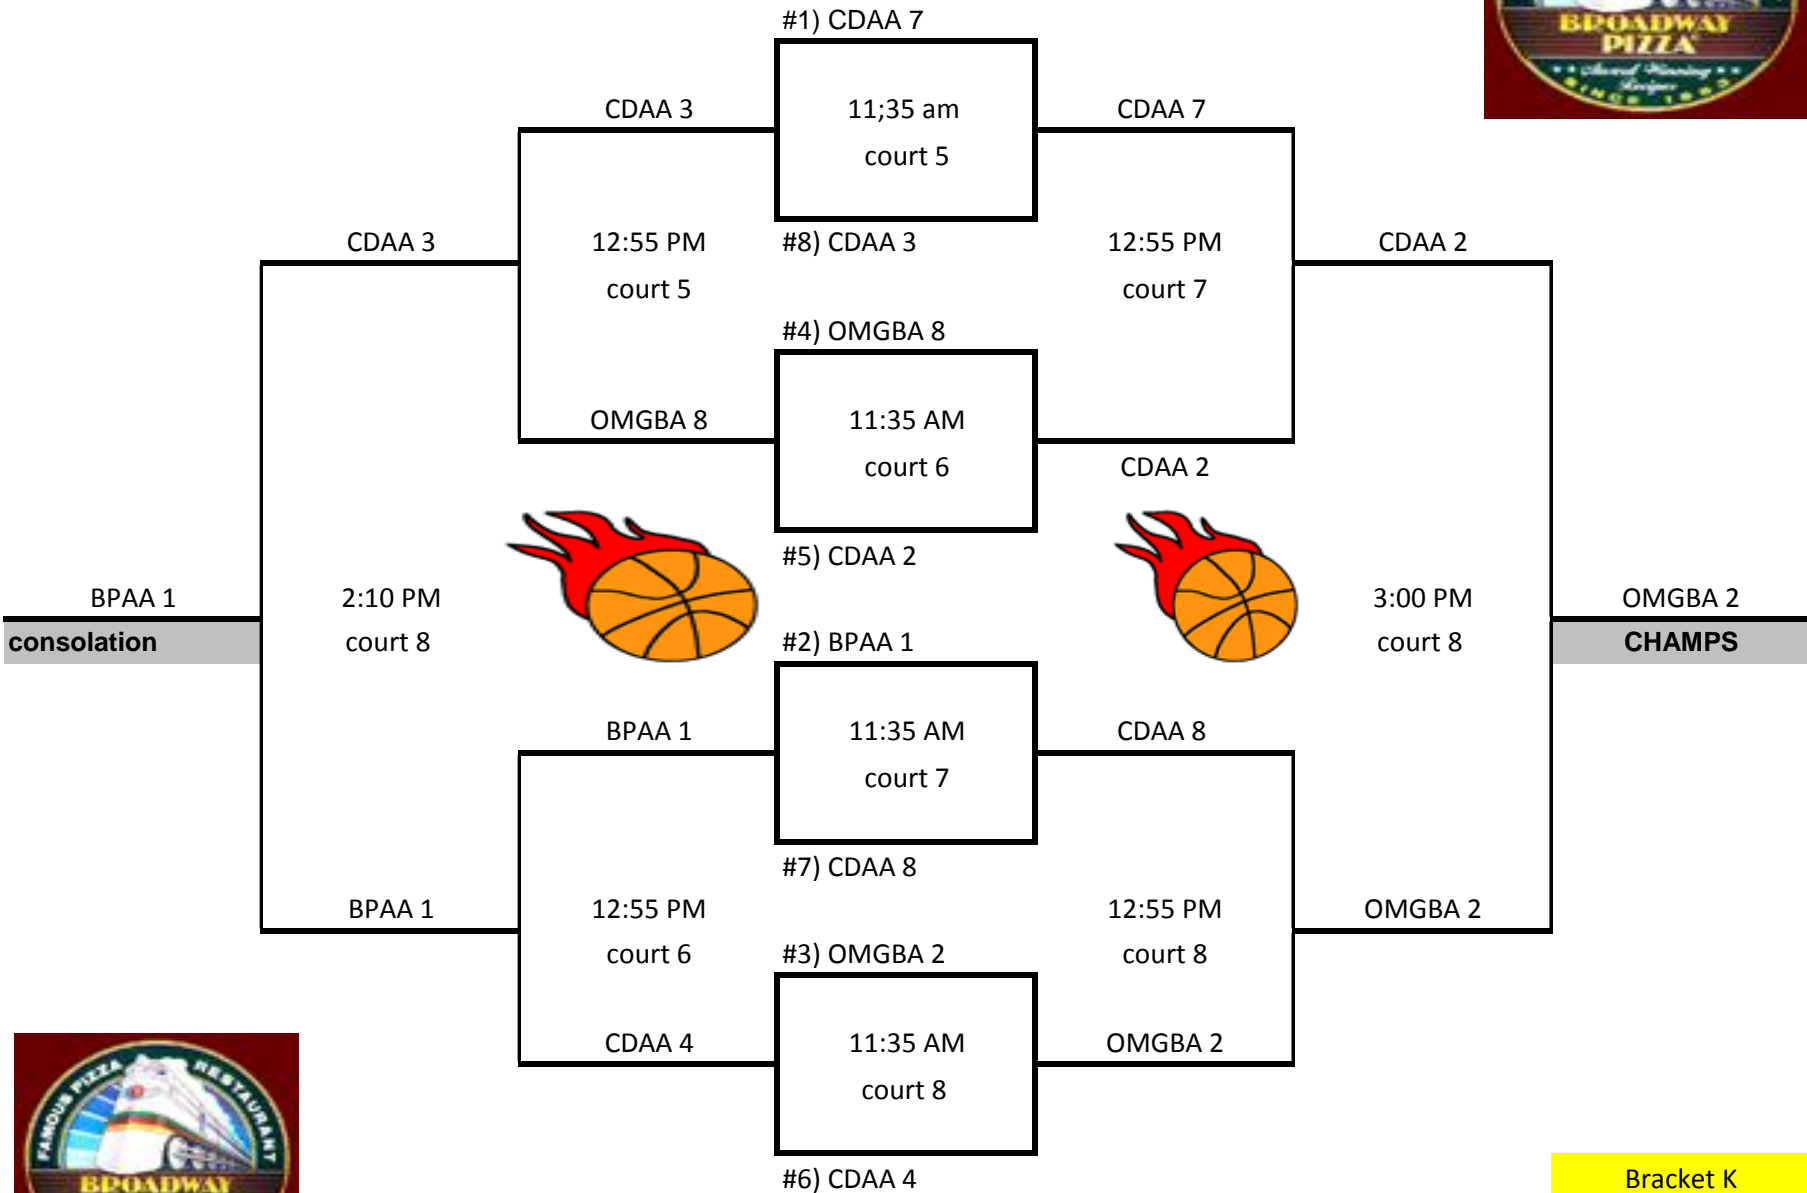 #1) CDAA 7
BROADWAY
PIZZA
Award Winning
Recipes
SINCE 1953
CDAA 3
11;35 am
CDAA 7
court 5
CDAA 3
12:55 PM
#8) CDAA 3
12:55 PM
CDAA 2
court 5
court 7
#4) OMGBA 8
OMGBA 8
11:35 AM
court 6
CDAA 2
#5) CDAA 2
BPAA 1
2:10 PM
3:00 PM
OMGBA 2
consolation
court 8
#2) BPAA 1
court 8
CHAMPS
BPAA 1
11:35 AM
CDAA 8
court 7
#7) CDAA 8
BPAA 1
12:55 PM
12:55 PM
OMGBA 2
court 6
#3) OMGBA 2
court 8
CDAA 4
11:35 AM
OMGBA 2
court 8
FAMOUS PIZZA RESTAURANT
BROADWAY
#6) CDAA 4
Bracket K